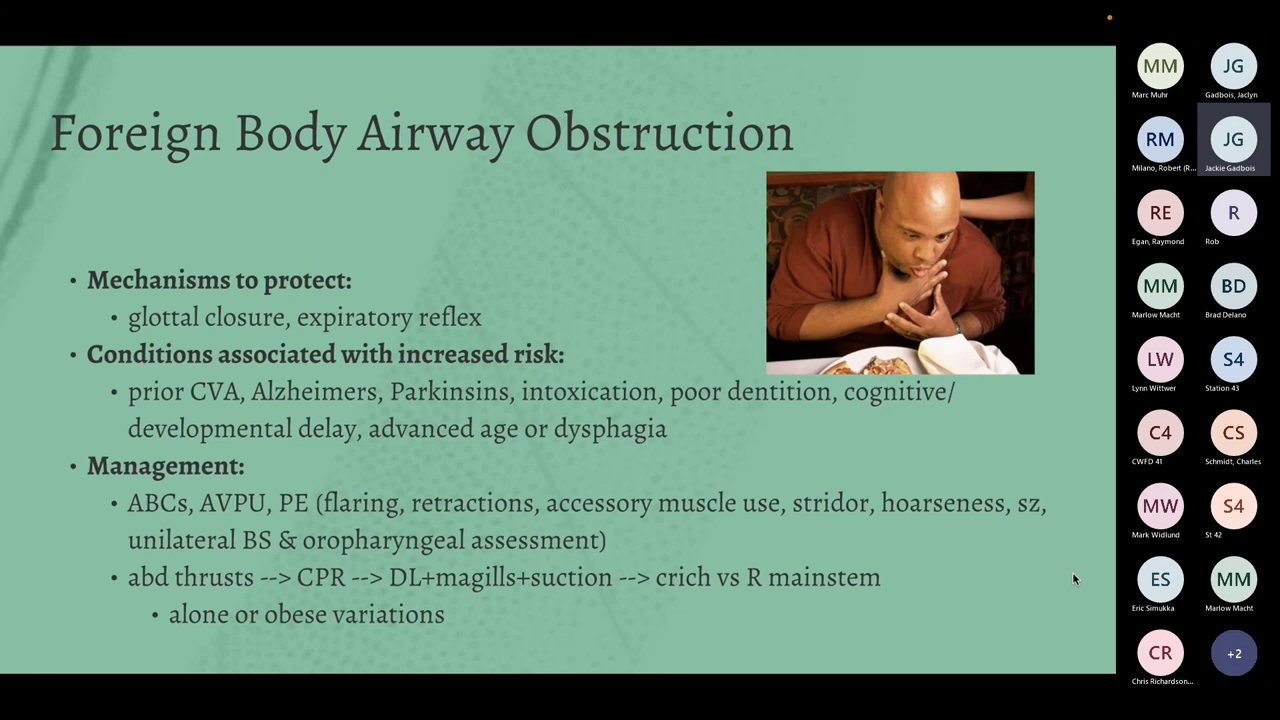 Foreign Body Airway Obstruction
• Mechanisms to protect:
• glottal closure, expiratory reflex
• Conditions associated with increased risk:
• prior CVA, Alzheimers, Parkinsins, intoxication, poor dentition, cognitive/
developmental delay, advanced age or dysphagia
• Management:
• ABCs, AVPU, PE (flaring, retractions, accessory muscle use, stridor, hoarseness, sz,
unilateral BS & oropharyngeal assessment)
• abd thrusts --> CPR --> DL+magills+suction --> crich vs R mainstem
• alone or obese variations
MM JG
Marc Muhr Gadbois, Jaclyn
RM JG
Milano, Robert (R... Jackie Gadbois
RE R
Egan, Raymond Rob
MM BD
Marlow Macht Brad Delano
LW S4
Lynn Wittwer Station 43
C4 CS
CWFD 41 Schmidt, Charles
MW S4
Mark Widlund St 42
ES MM
Eric Simukka Marlow Macht
CR +2
Chris Richardson...